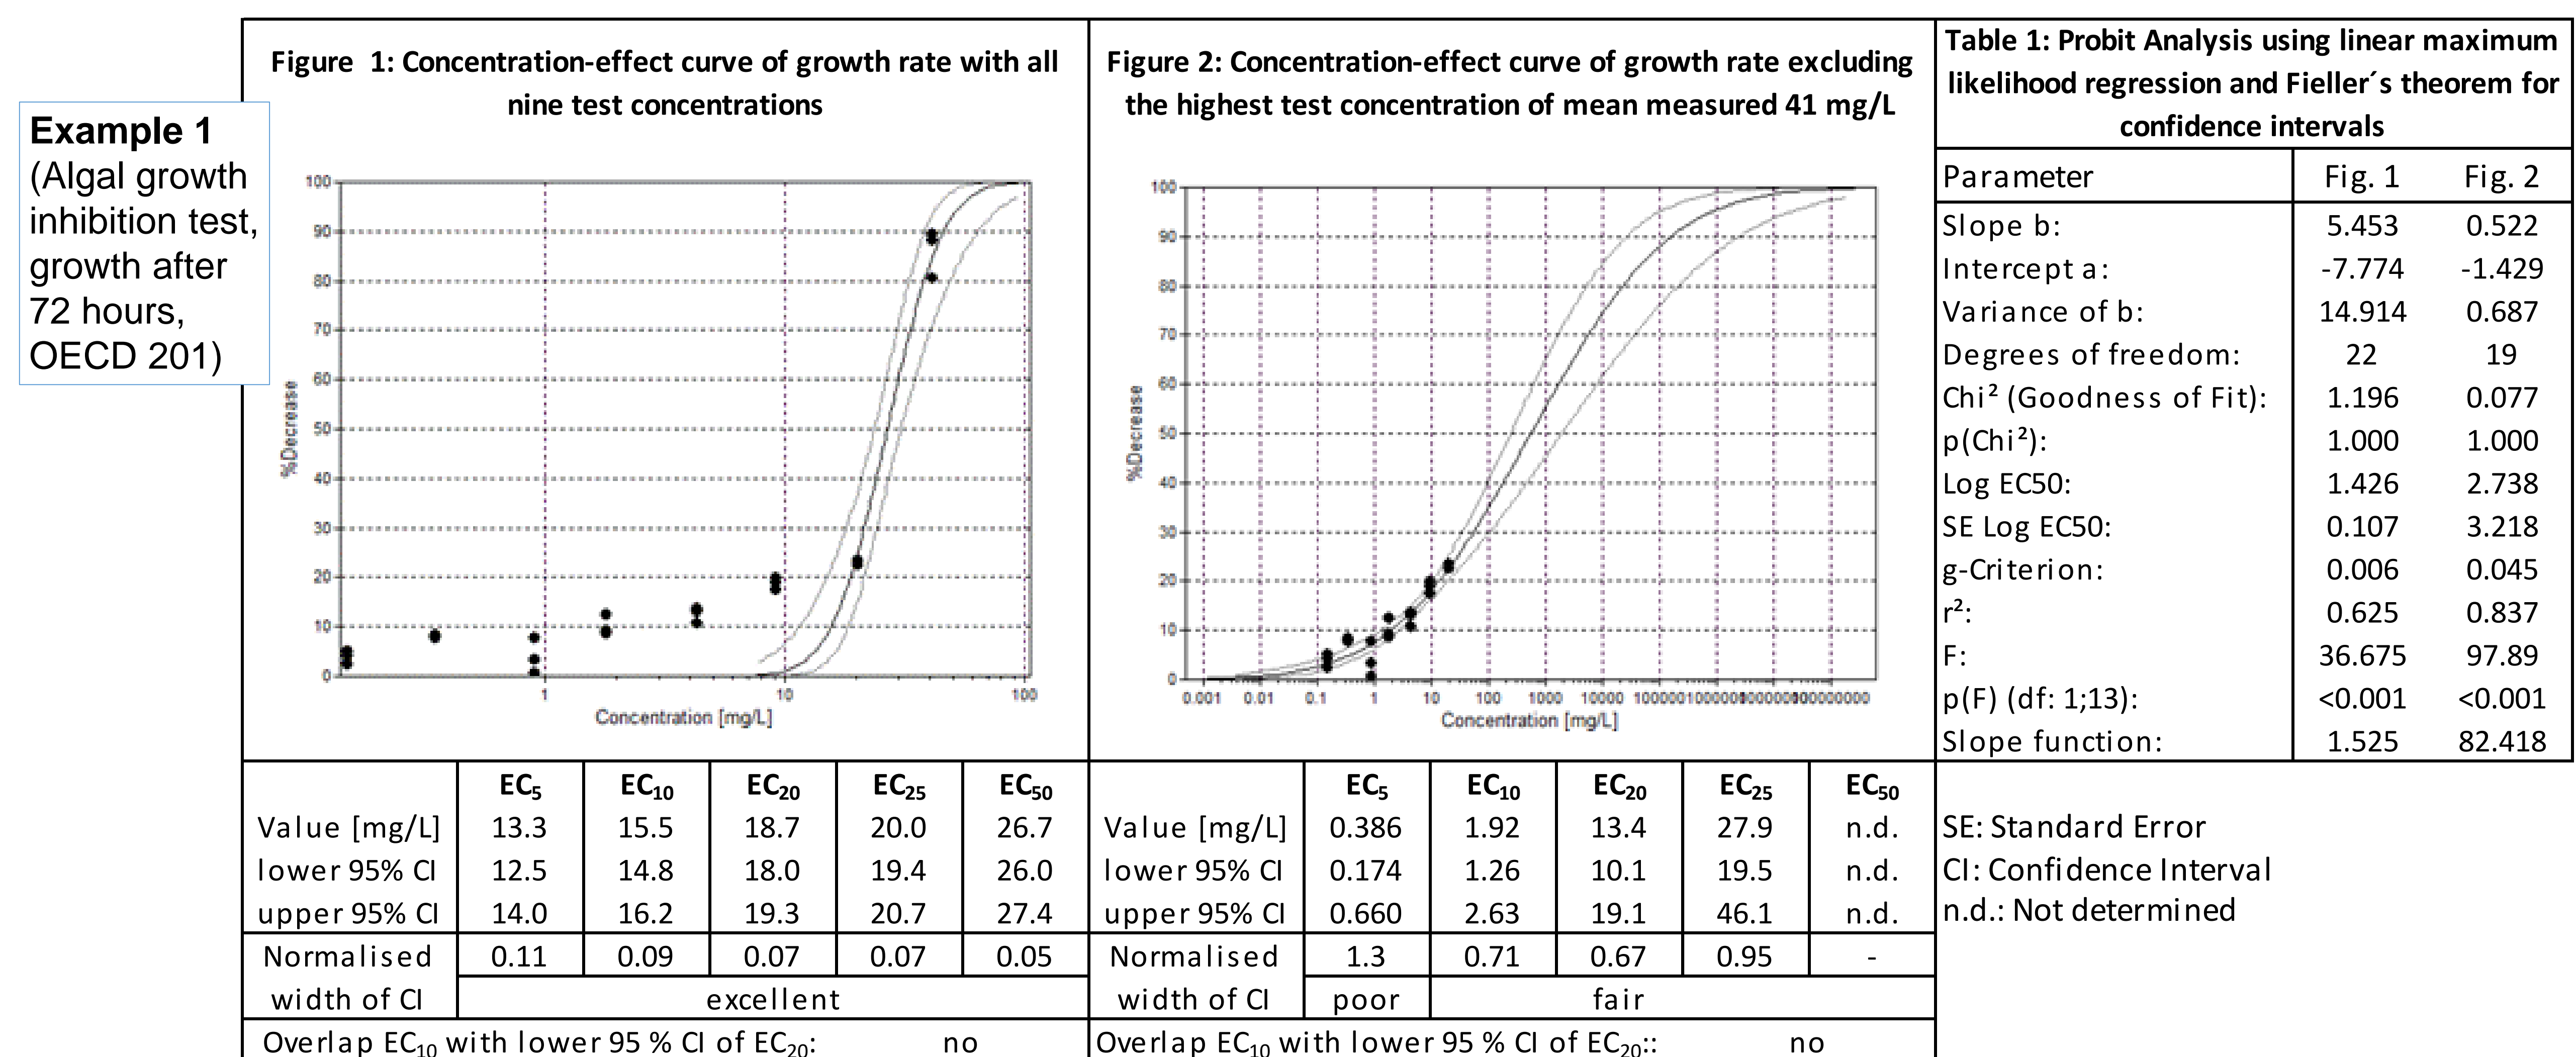 Example 1
(Algal growth
inhibition test,
growth after
72 hours,
OECD 201)
Figure 1: Concentration-effect curve of growth rate with all
nine test concentrations
100
90
80
70
60
50
40
30
20
10
0
%Decrease
1 10 100
Concentration [mg/L]
EC5 EC10 EC20 EC25 EC50
Value [mg/L] 13.3 15.5 18.7 20.0 26.7
lower 95% CI 12.5 14.8 18.0 19.4 26.0
upper 95% CI 14.0 16.2 19.3 20.7 27.4
Normalised 0.11 0.09 0.07 0.07 0.05
width of CI excellent
Overlap EC10 with lower 95 % CI of EC20: no
Figure 2: Concentration-effect curve of growth rate excluding
the highest test concentration of mean measured 41 mg/L
100
90
80
70
60
50
40
30
20
10
0
%Decrease
0.001 0.01 0.1 1 10 100 1000 10000
Concentration [mg/L]
EC5 EC10 EC20 EC25 EC50
Value [mg/L] 0.386 1.92 13.4 27.9 n.d.
lower 95% CI 0.174 1.26 10.1 19.5 n.d.
upper 95% CI 0.660 2.63 19.1 46.1 n.d.
Normalised 1.3 0.71 0.67 0.95 -
width of CI poor fair
Overlap EC10 with lower 95 % CI of EC20:: no
Table 1: Probit Analysis using linear maximum
likelihood regression and Fieller´s theorem for
confidence intervals
Parameter Fig. 1 Fig. 2
Slope b: 5.453 0.522
Intercept a: -7.774 -1.429
Variance of b: 14.914 0.687
Degrees of freedom: 22 19
Chi² (Goodness of Fit): 1.196 0.077
p(Chi²): 1.000 1.000
Log EC50: 1.426 2.738
SE Log EC50: 0.107 3.218
g-Criterion: 0.006 0.045
r²: 0.625 0.837
F: 36.675 97.89
p(F) (df: 1;13): <0.001 <0.001
Slope function: 1.525 82.418
SE: Standard Error
CI: Confidence Interval
n.d.: Not determined